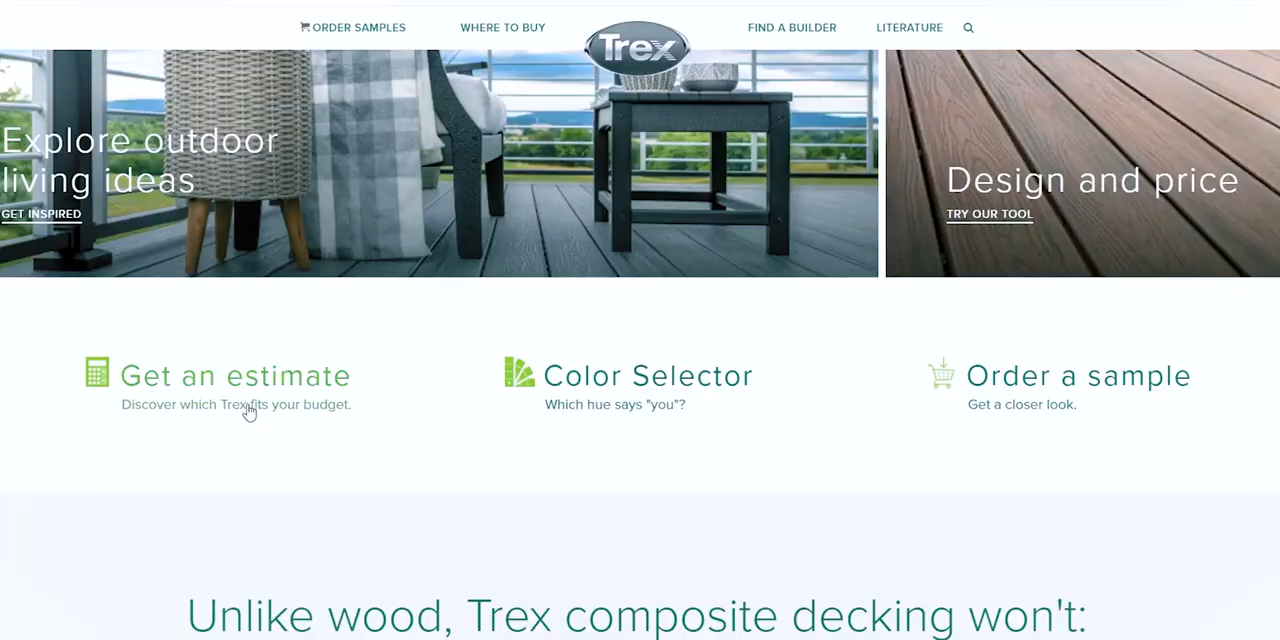 ORDER SAMPLES
WHERE TO BUY
Trex
FIND A BUILDER
LITERATURE
Explore outdoor
living ideas
GET INSPIRED
Design and price
TRY OUR TOOL
Get an estimate
Discover which Trex fits your budget.
Color Selector
Which hue says "you"?
Order a sample
Get a closer look.
Unlike wood, Trex composite decking won't: